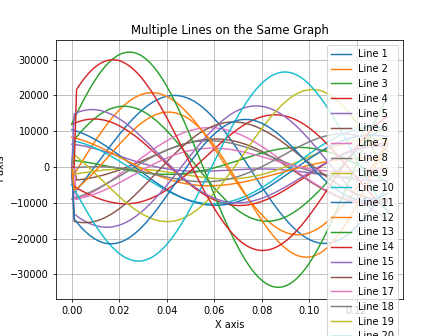 Multiple Lines on the Same Graph
30000
20000
10000
0
−10000
−20000
−30000
0.00
0.02
0.04
0.06
0.08
0.10
X axis
axis
Line 1
Line 2
Line 3
Line 4
Line 5
Line 6
Line 7
Line 8
Line 9
Line 10
Line 11
Line 12
Line 13
Line 14
Line 15
Line 16
Line 17
Line 18
Line 19
Line 20